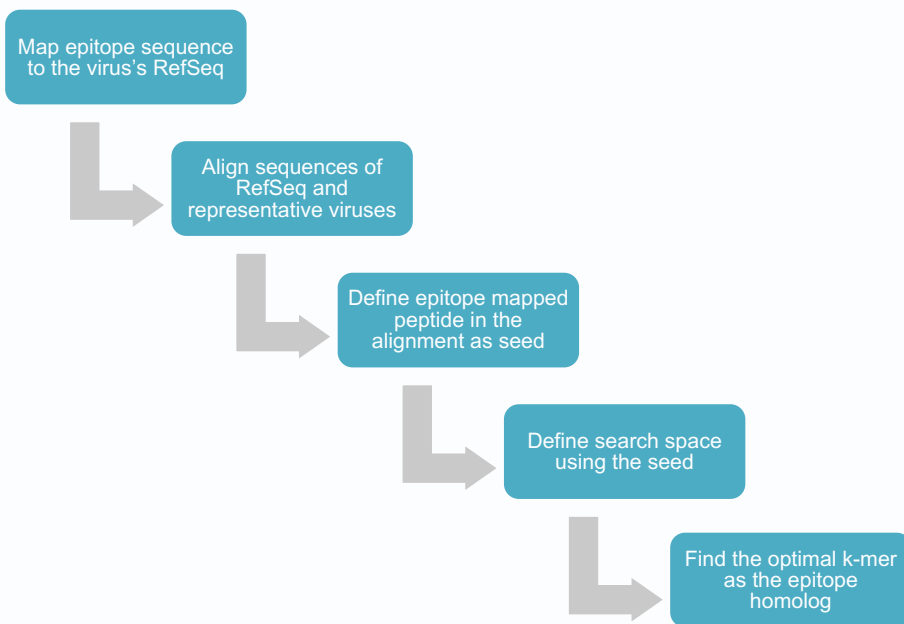 Map epitope sequence
to the virus's RefSeq
Align sequences of
RefSeq and
representative viruses
Define epitope mapped
peptide in the
alignment as seed
Define search space
using the seed
Find the optimal k-mer
as the epitope
homolog